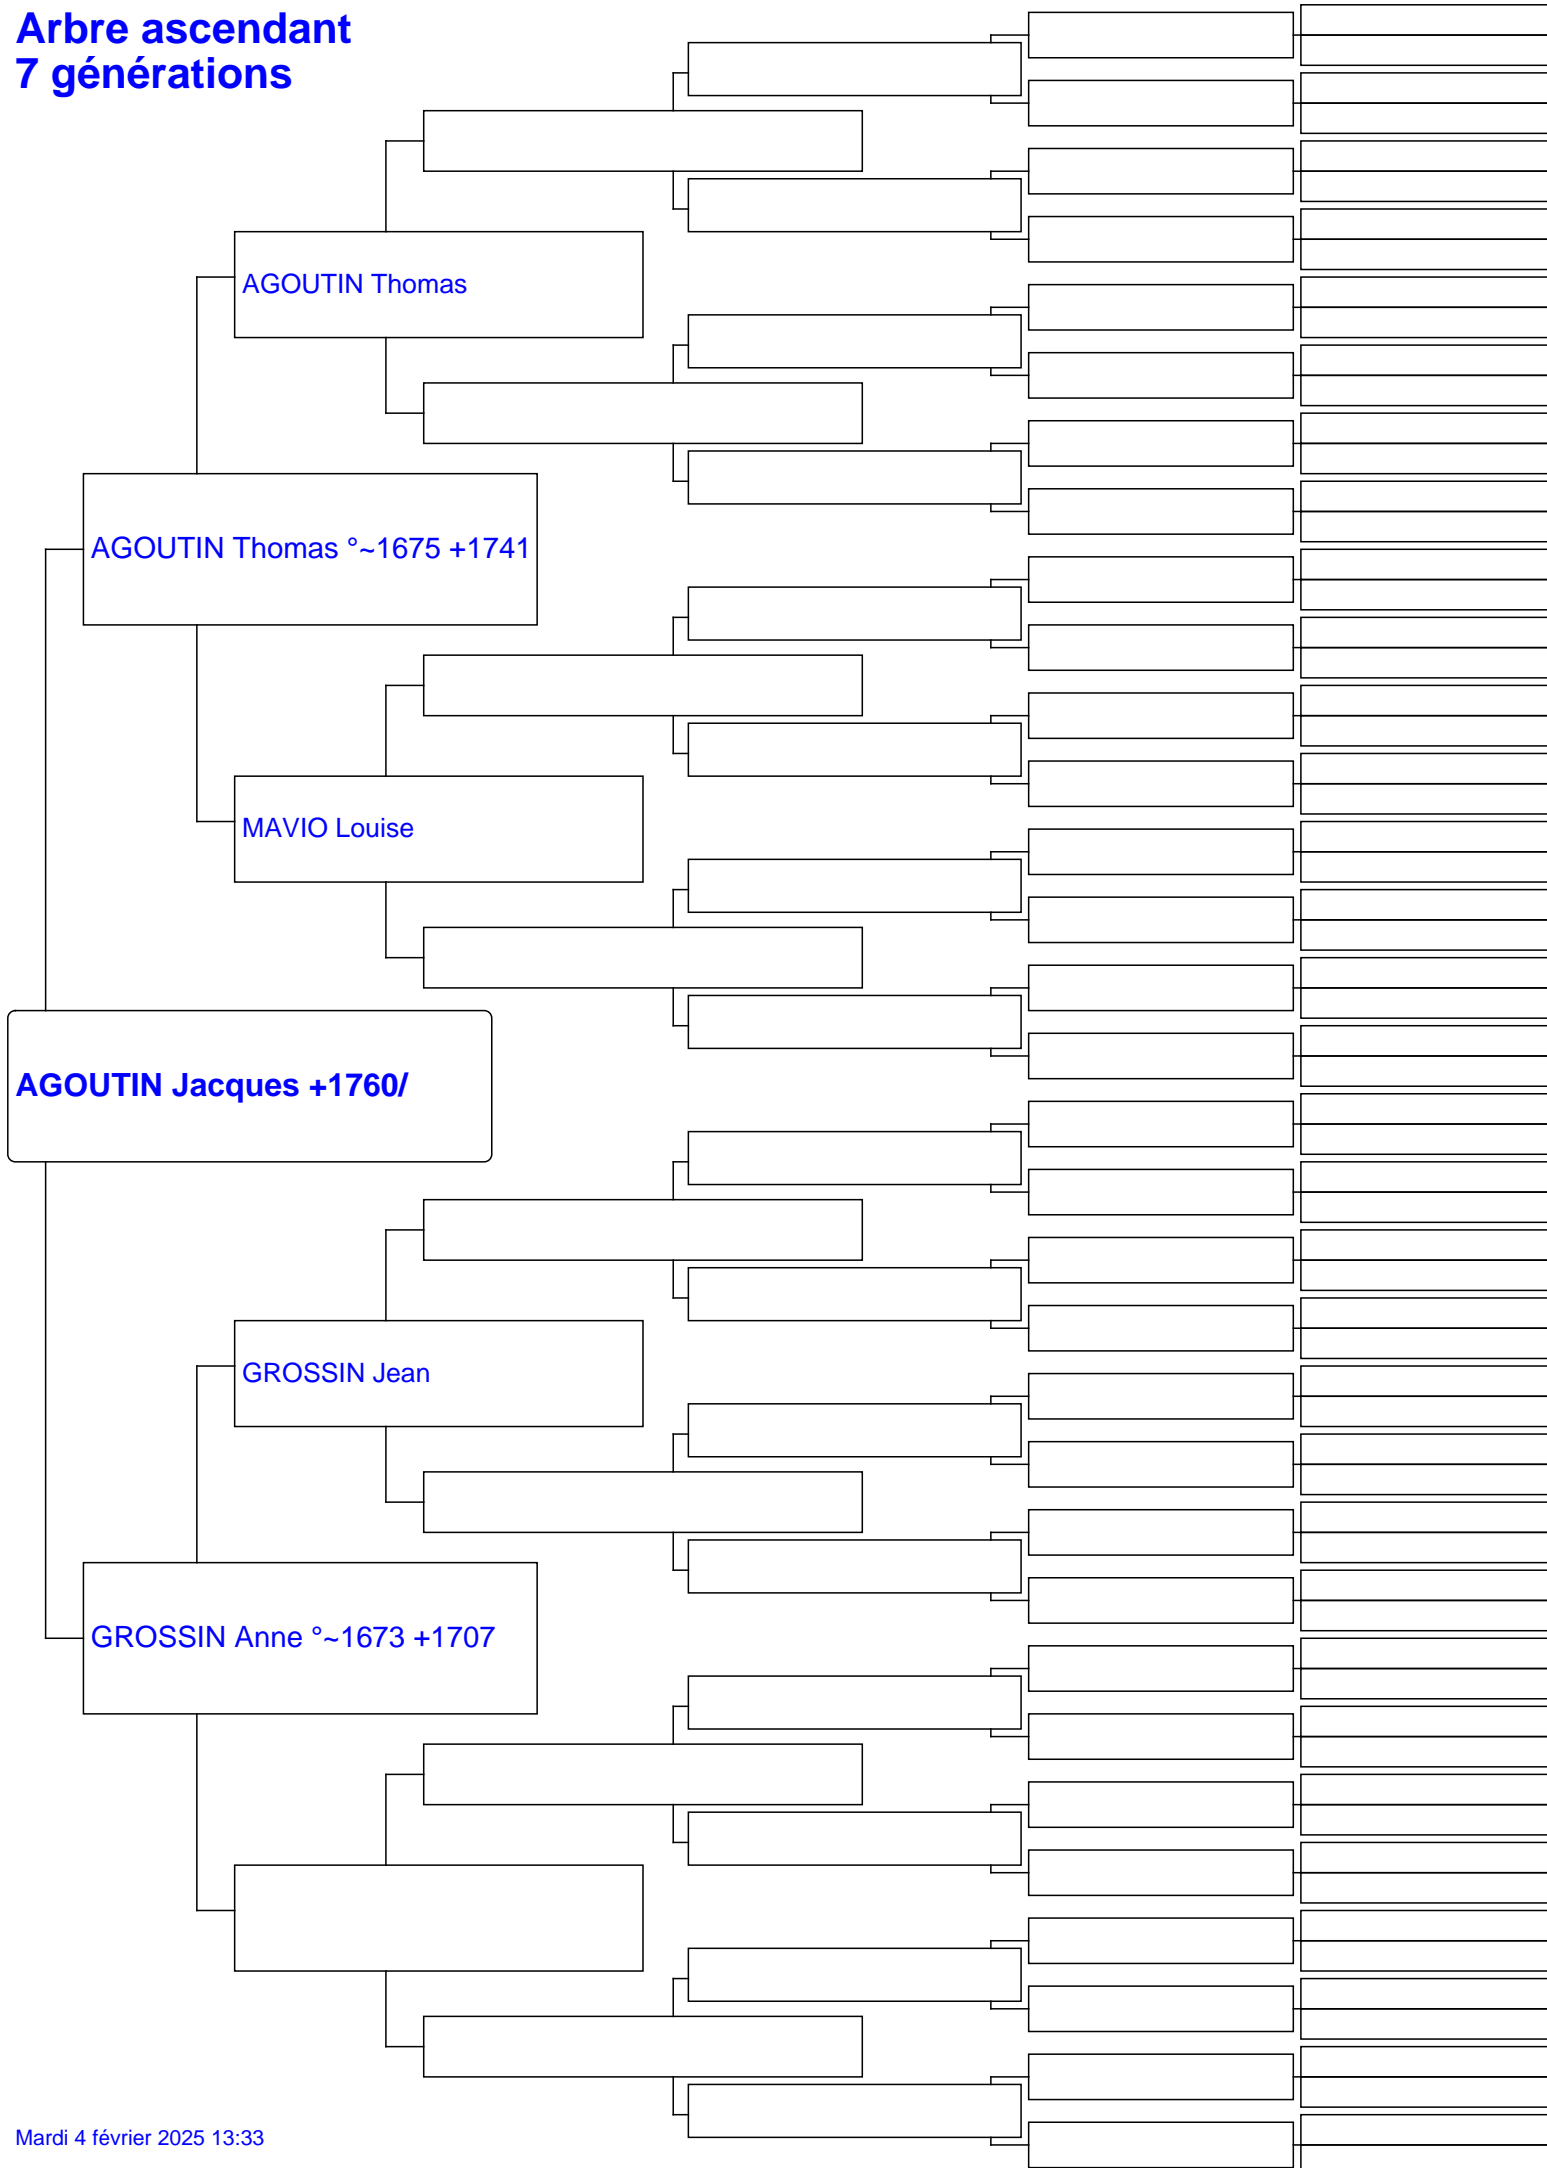 Arbre ascendant
7 générations
AGOUTIN Thomas
AGOUTIN Thomas °~1675 +1741
MAVIO Louise
AGOUTIN Jacques +1760/
GROSSIN Jean
GROSSIN Anne °~1673 +1707
Mardi 4 février 2025 13:33